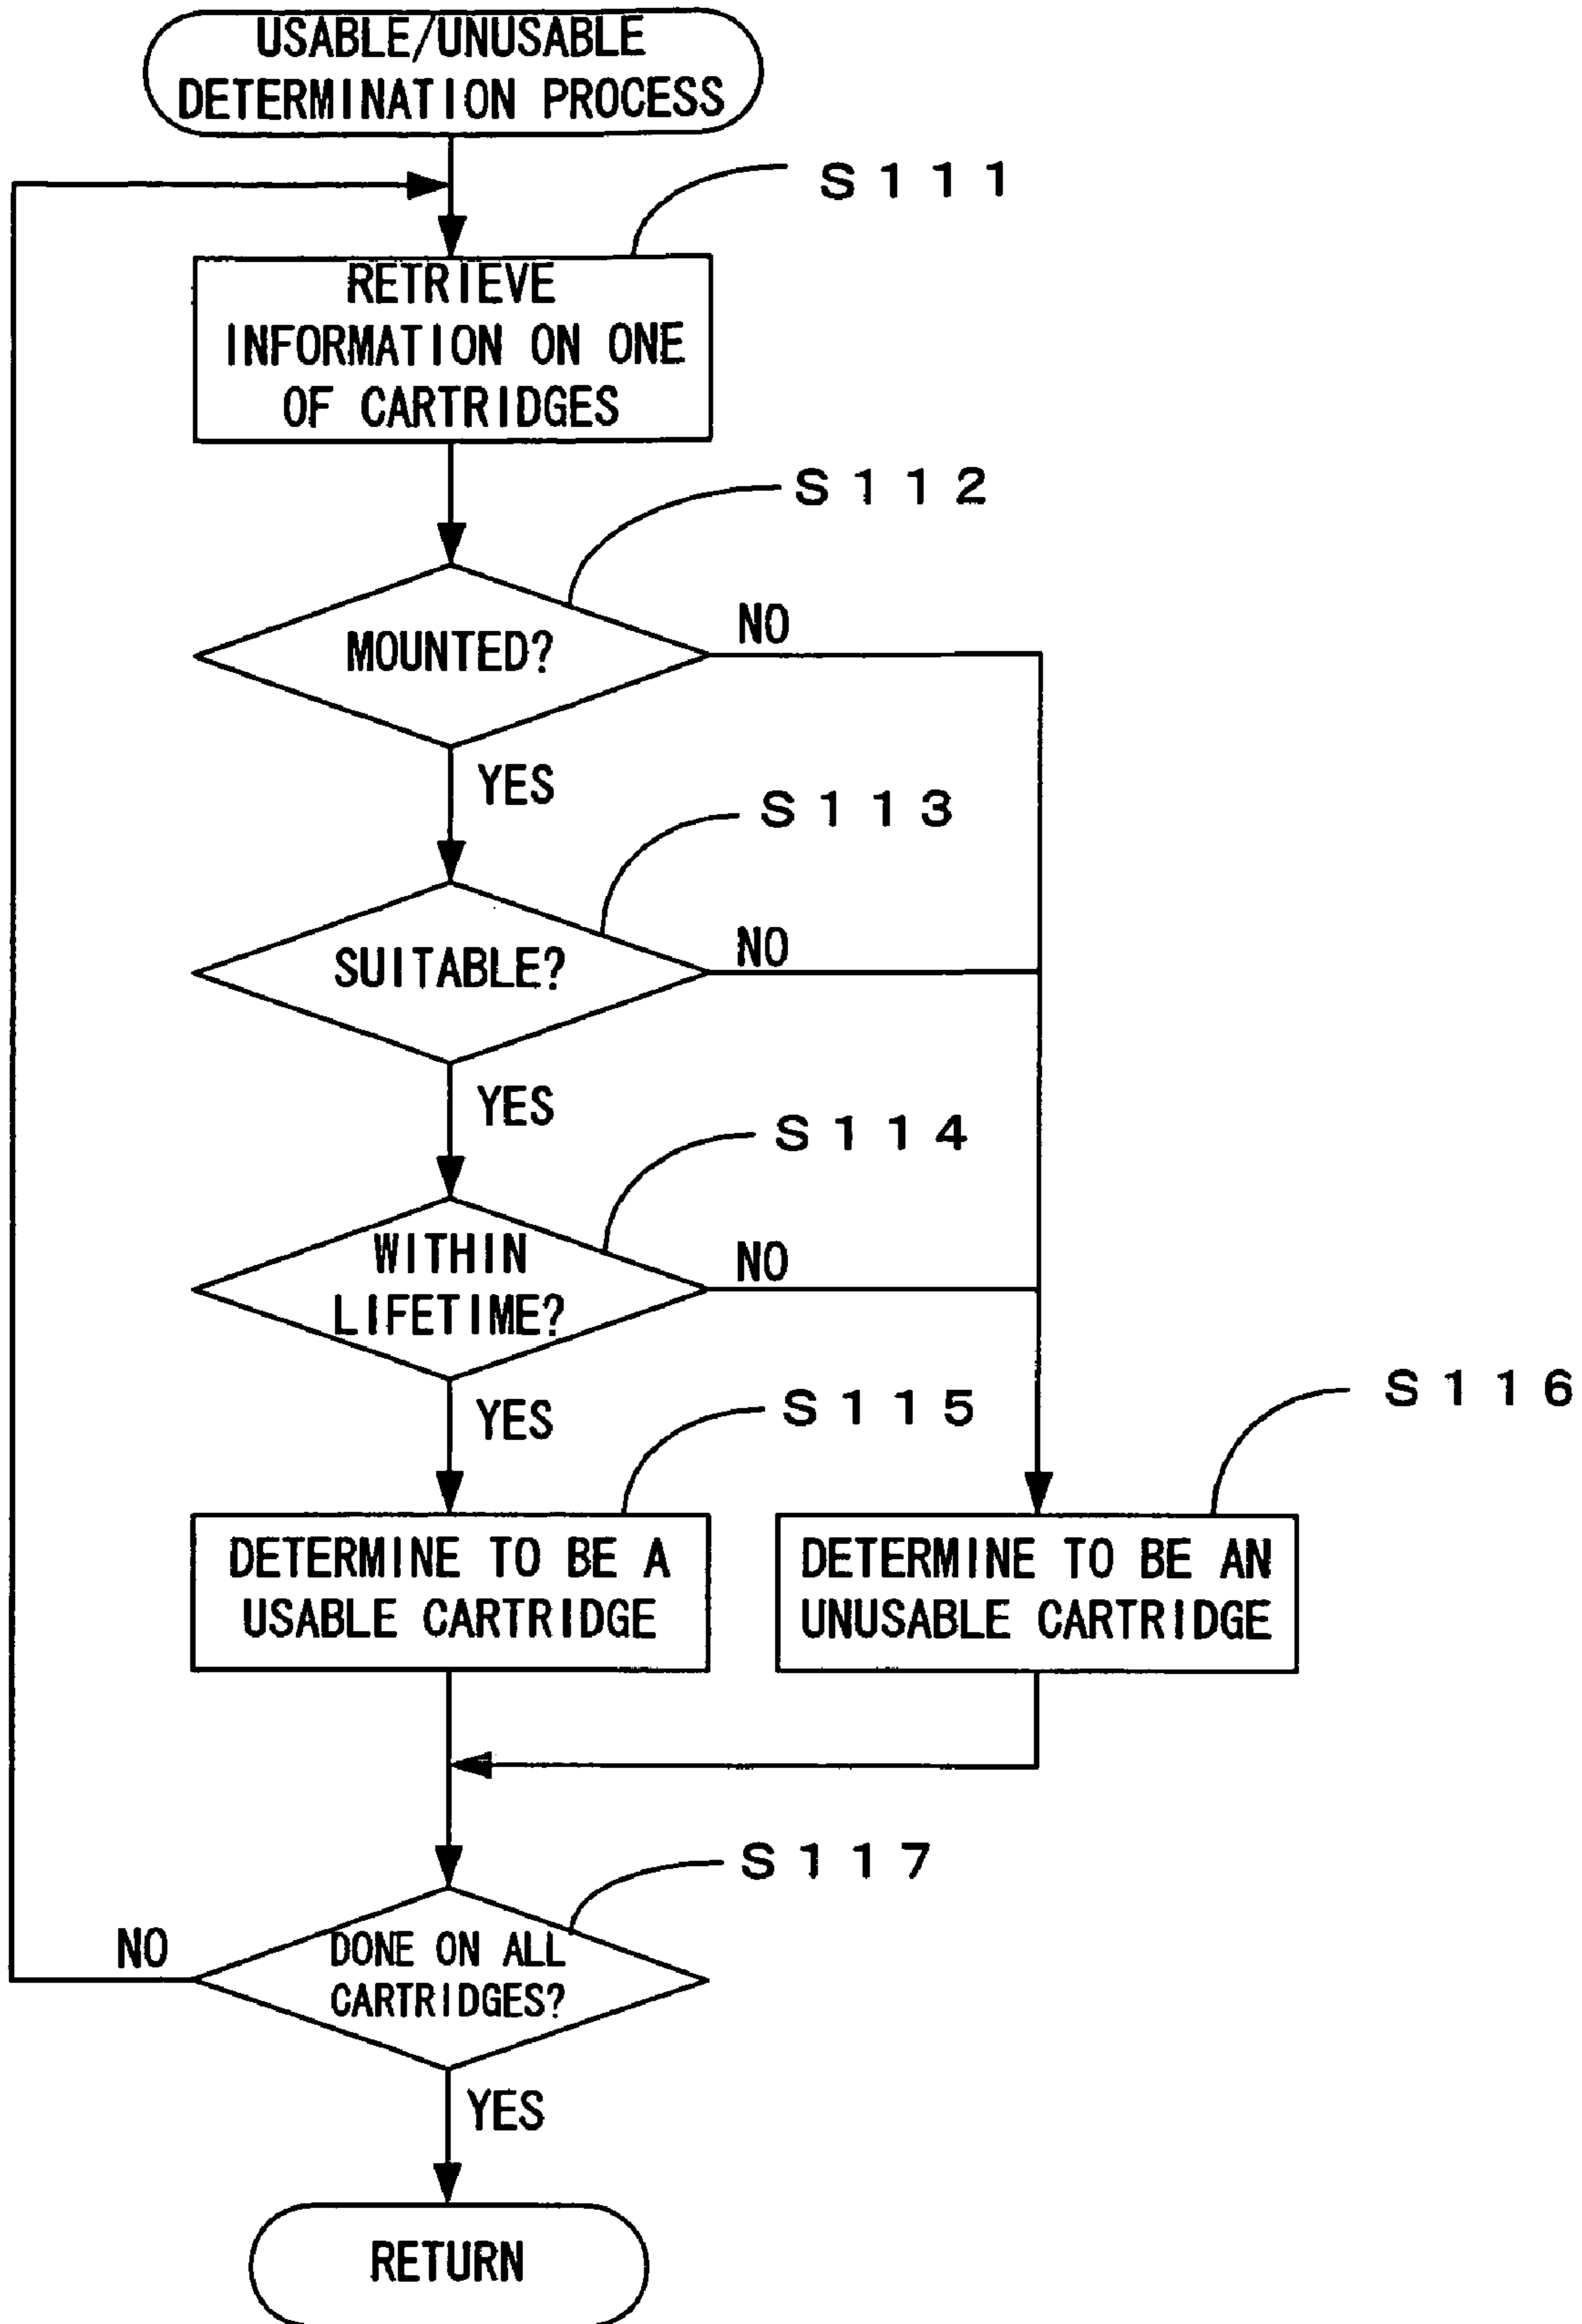 USABLE/UNUSABLE
DETERMINATION PROCESS
S111
RETRIEVE
INFORMATION ON ONE
OF CARTRIDGES
S112
MOUNTED?
NO
YES
S113
SUITABLE?
NO
YES
S114
WITHIN
LIFETIME?
NO
YES
S115
S116
DETERMINE TO BE A
USABLE CARTRIDGE
DETERMINE TO BE AN
UNUSABLE CARTRIDGE
S117
DONE ON ALL
CARTRIDGES?
NO
YES
RETURN